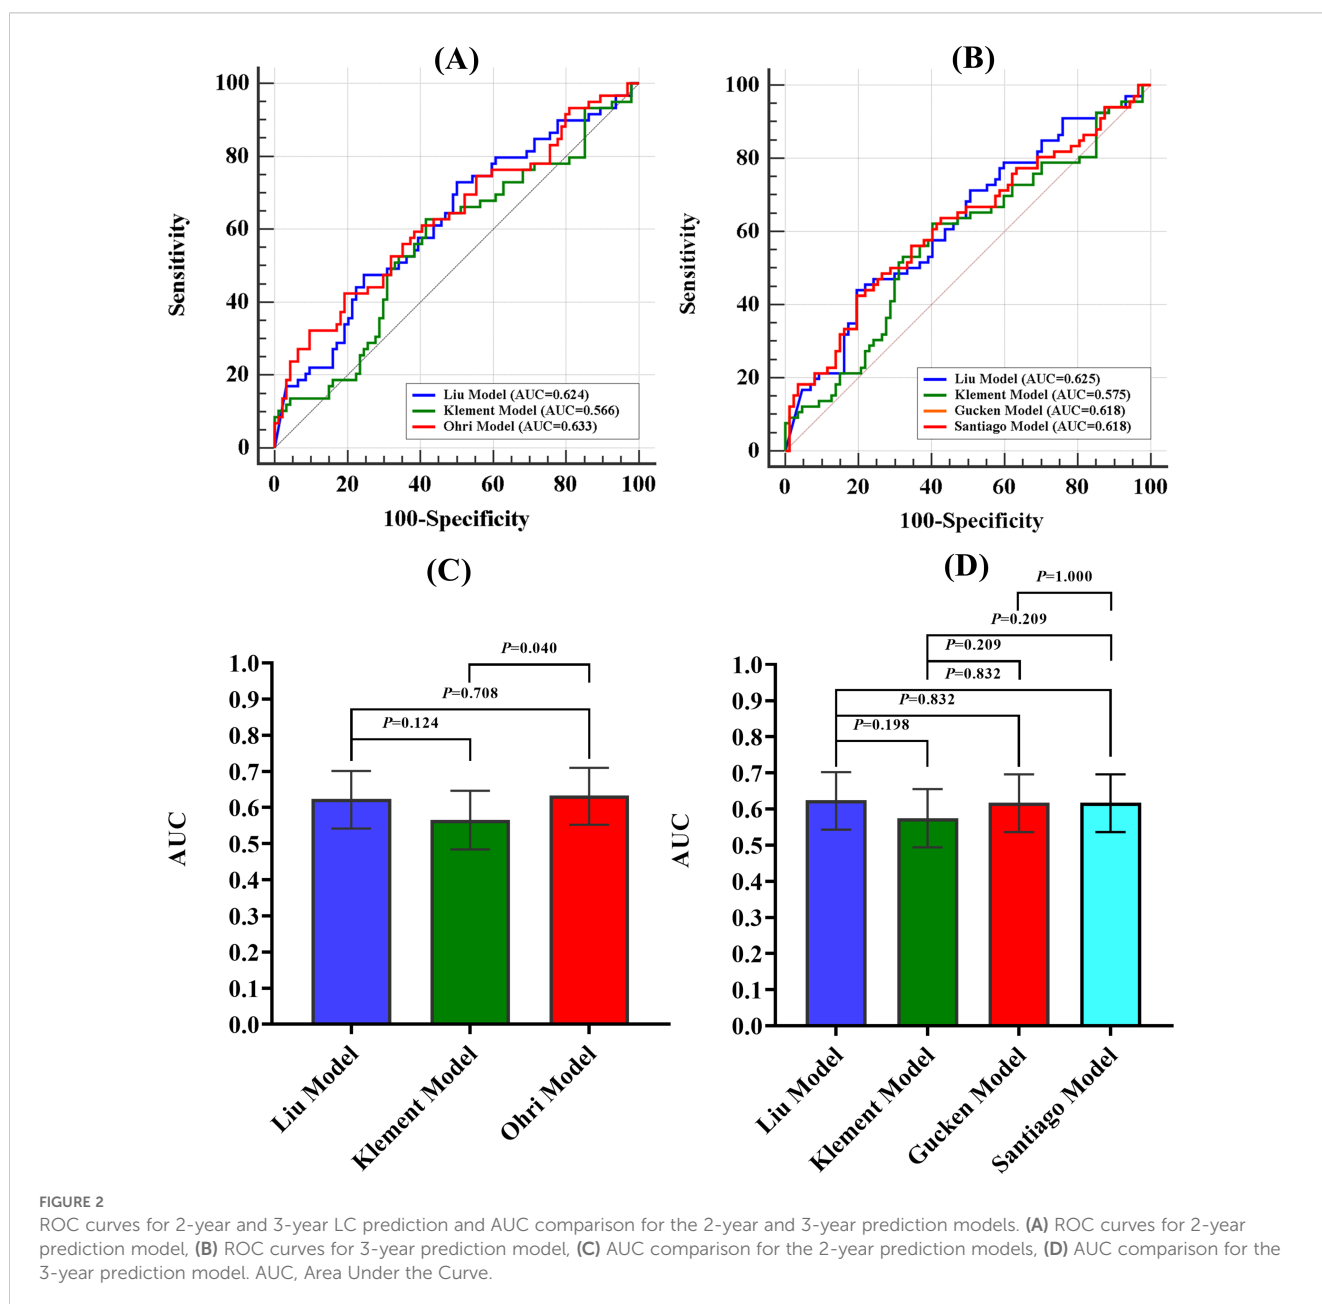 (A)
100
80
60
40
20
0
Sensitivity
Liu Model (AUC=0.624)
Klement Model (AUC=0.566)
Ohri Model (AUC=0.633)
0 20 40 60 80 100
100-Specificity
(B)
100
80
60
40
20
0
Sensitivity
Liu Model (AUC=0.625)
Klement Model (AUC=0.575)
Gucken Model (AUC=0.618)
Santiago Model (AUC=0.618)
0 20 40 60 80 100
100-Specificity
(C)
P=0.040
P=0.708
P=0.124
1.0
0.9
0.8
0.7
0.6
0.5
0.4
0.3
0.2
0.1
0.0
AUC
Liu Model
Klement Model
Ohri Model
(D)
P=1.000
P=0.209
P=0.209
P=0.832
P=0.832
P=0.198
1.0
0.9
0.8
0.7
0.6
0.5
0.4
0.3
0.2
0.1
0.0
AUC
Liu Model
Klement Model
Gucken Model
Santiago Model
FIGURE 2
ROC curves for 2-year and 3-year LC prediction and AUC comparison for the 2-year and 3-year prediction models. (A) ROC curves for 2-year
prediction model, (B) ROC curves for 3-year prediction model, (C) AUC comparison for the 2-year prediction models, (D) AUC comparison for the
3-year prediction model. AUC, Area Under the Curve.